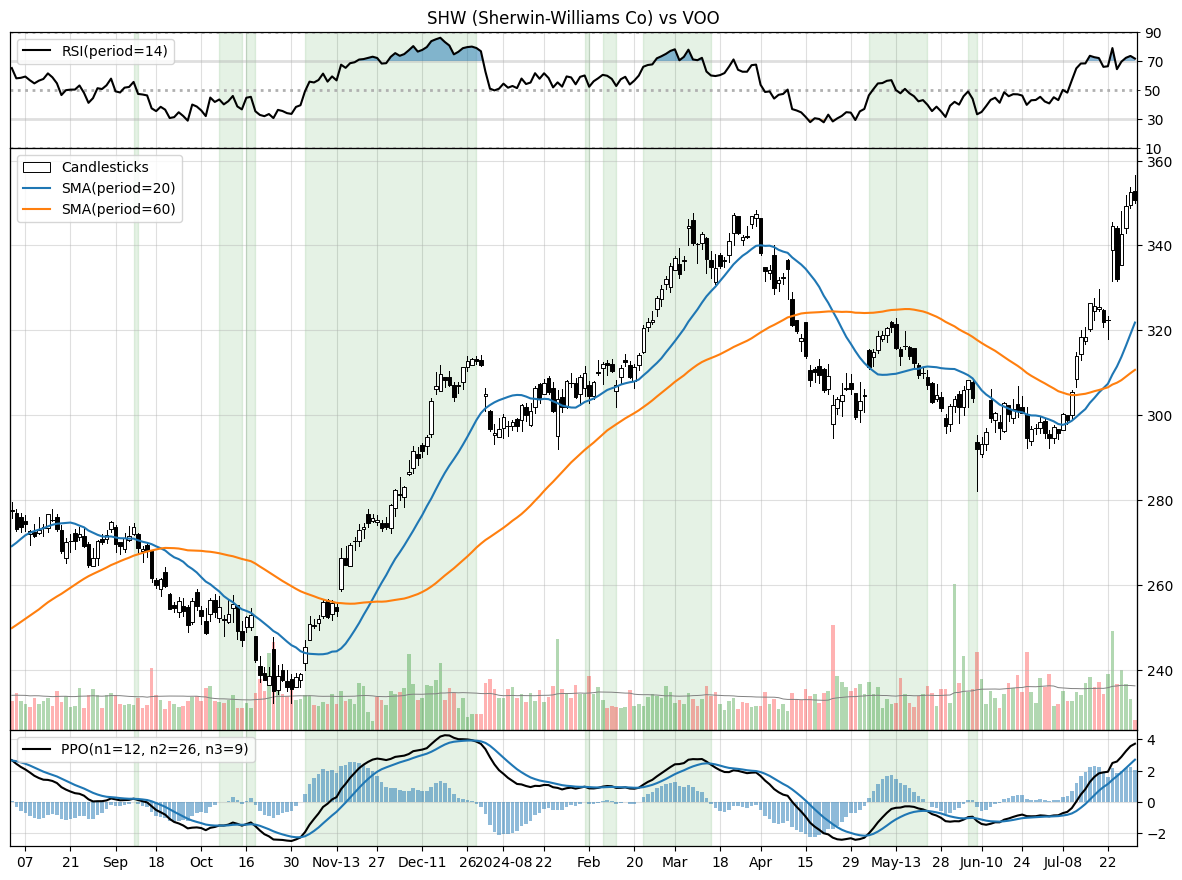 SHW (Sherwin-Williams Co) vs VOO
RSI(period=14)
90
70
50
30
10
Candlesticks
SMA(period=20)
SMA(period=60)
360
340
320
300
280
260
240
PPO(n1=12, n2=26, n3=9)
4
2
0
−2
07 21 Sep 18 Oct 16 30 Nov-13 27 Dec-11 26 2024-08 22 Feb 20 Mar 18 Apr 15 29 May-13 28 Jun-10 24 Jul-08 22